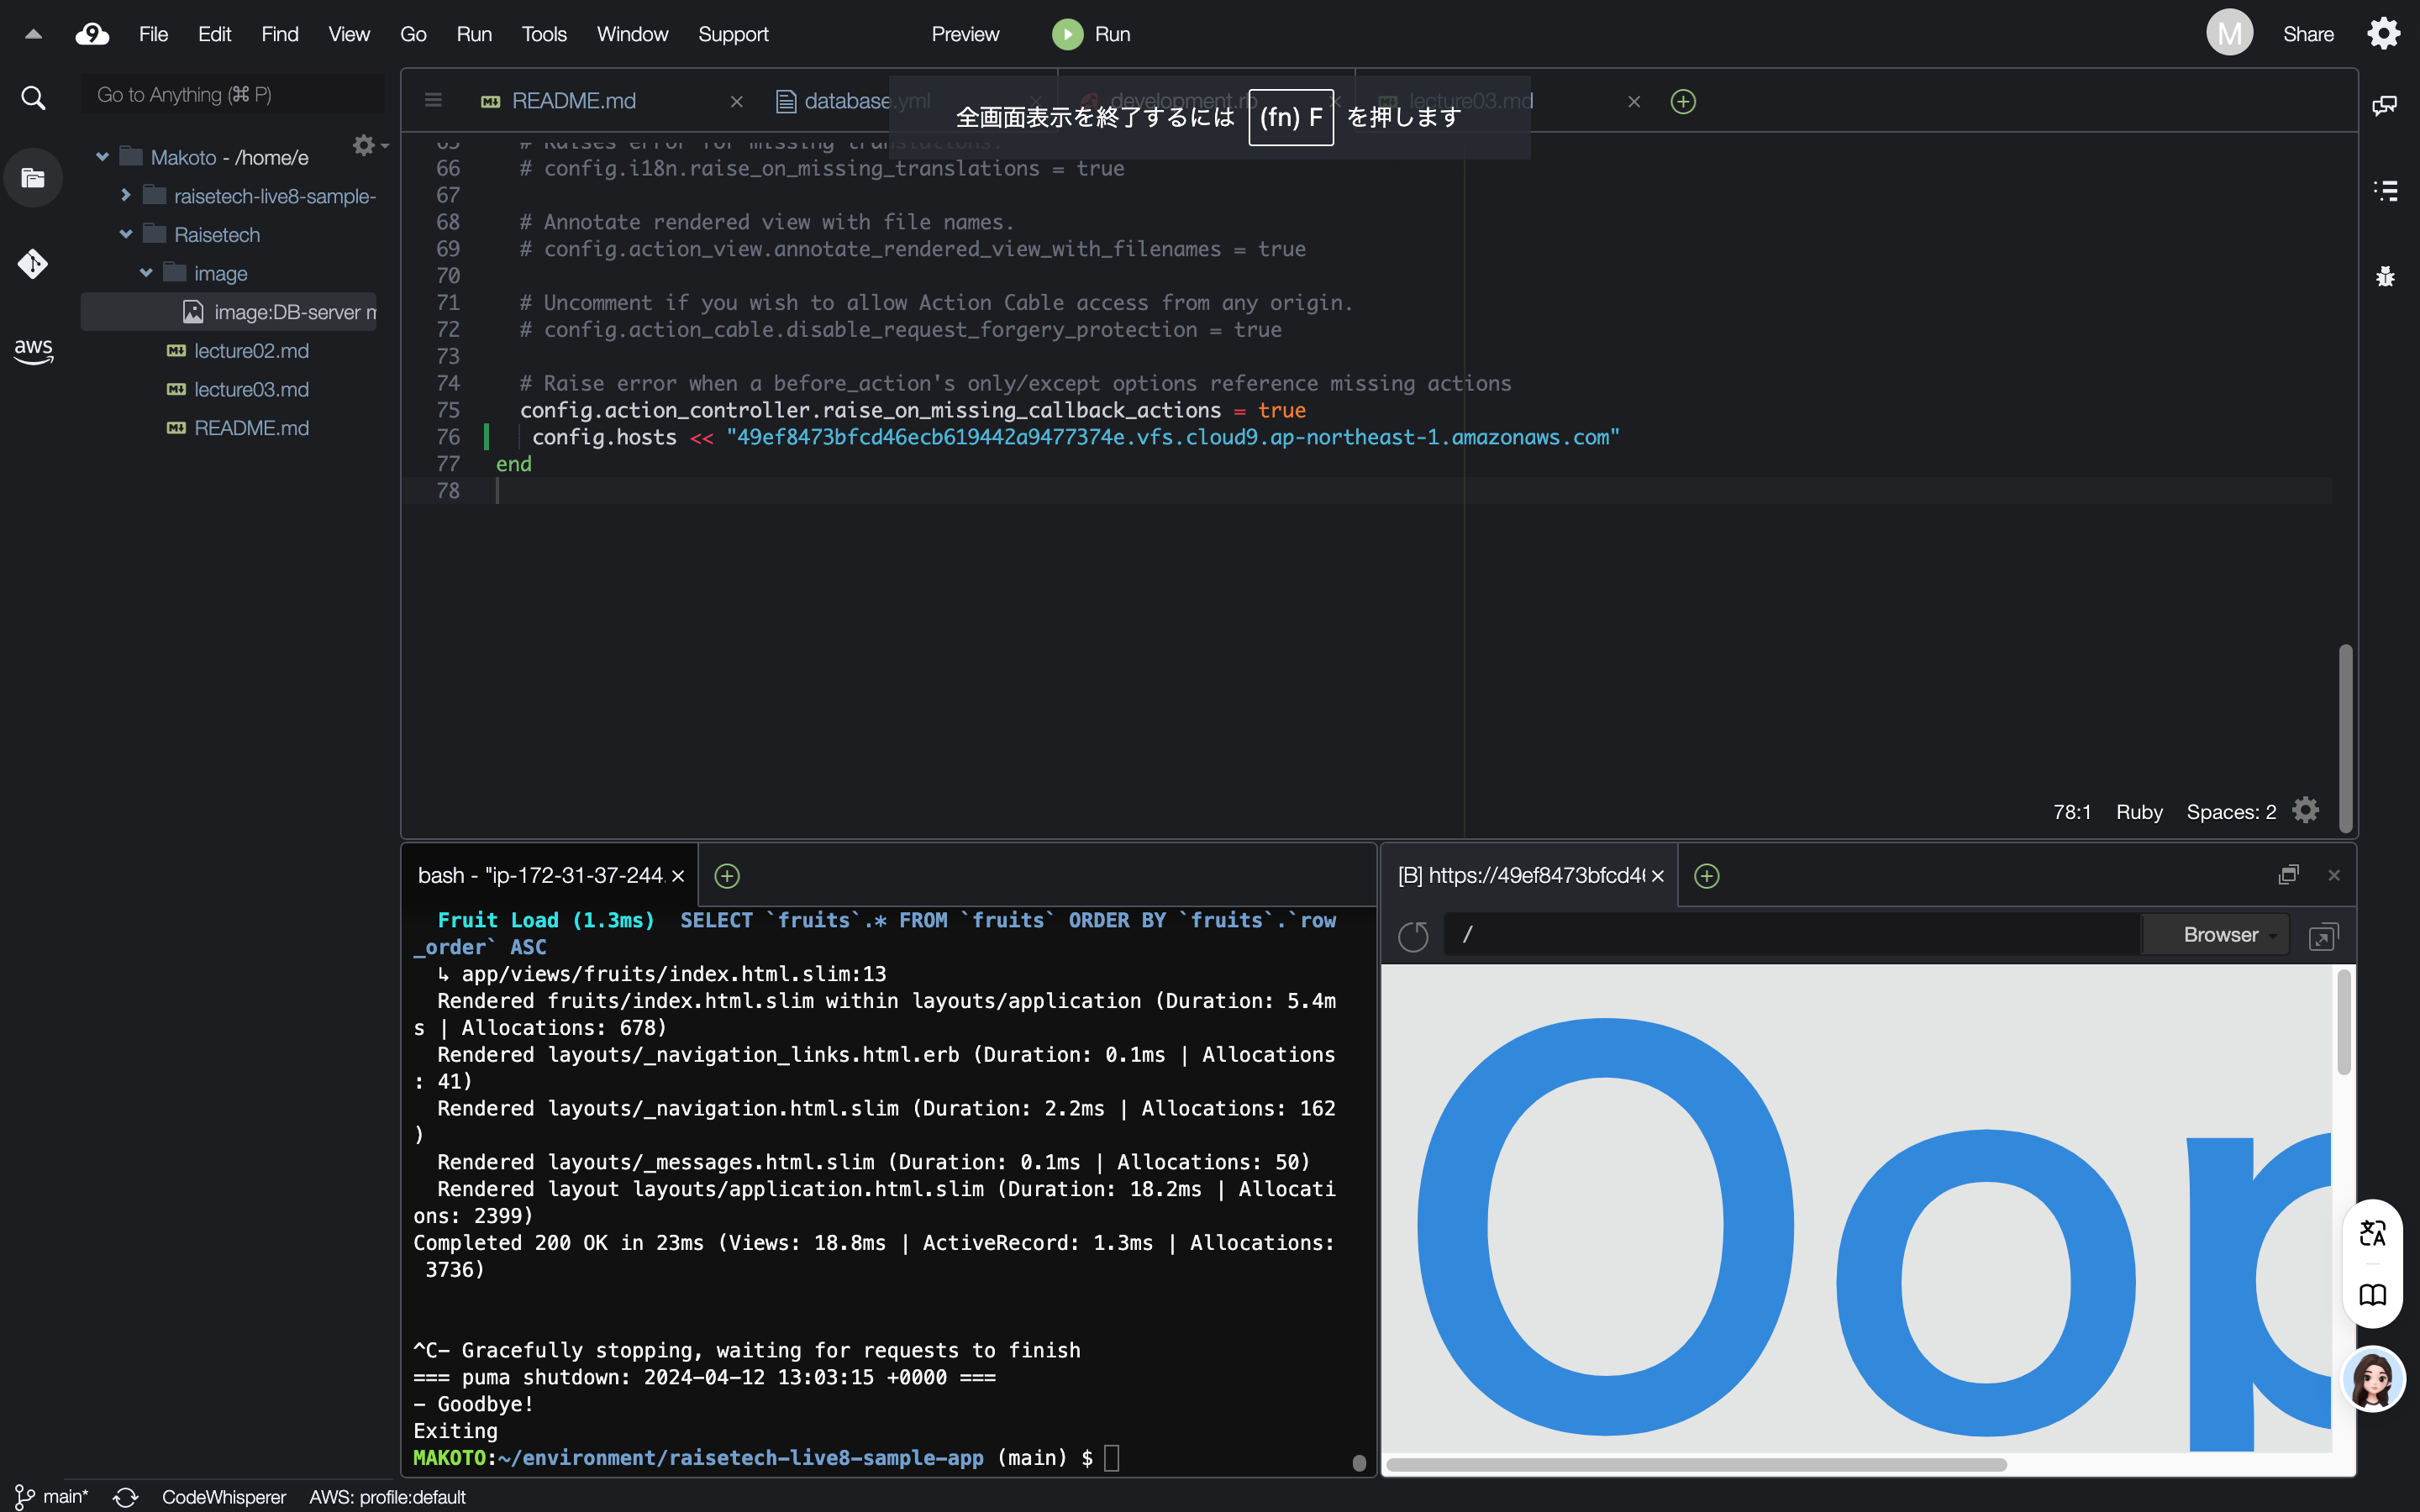 File Edit Find View Go Run Tools Window Support Preview Run M Share
Go to Anything (⌘ P)
README.md
database.yml
development.rb
lecture03.md
全画面表示を終了するには (fn) F を押します
Makoto - /home/e
raisetech-live8-sample-
Raisetech
image
image:DB-server m
lecture02.md
lecture03.md
README.md
aws
65 # Raises error for missing translations.
66 # config.i18n.raise_on_missing_translations = true
67
68 # Annotate rendered view with file names.
69 # config.action_view.annotate_rendered_view_with_filenames = true
70
71 # Uncomment if you wish to allow Action Cable access from any origin.
72 # config.action_cable.disable_request_forgery_protection = true
73
74 # Raise error when a before_action's only/except options reference missing actions
75 config.action_controller.raise_on_missing_callback_actions = true
76 config.hosts << "49ef8473bfcd46ecb619442a9477374e.vfs.cloud9.ap-northeast-1.amazonaws.com"
77 end
78
78:1 Ruby Spaces: 2
bash - "ip-172-31-37-244.
Fruit Load (1.3ms) SELECT `fruits`.* FROM `fruits` ORDER BY `fruits`.`row
_order` ASC
↳ app/views/fruits/index.html.slim:13
Rendered fruits/index.html.slim within layouts/application (Duration: 5.4m
s | Allocations: 678)
Rendered layouts/_navigation_links.html.erb (Duration: 0.1ms | Allocations
: 41)
Rendered layouts/_navigation.html.slim (Duration: 2.2ms | Allocations: 162
)
Rendered layouts/_messages.html.slim (Duration: 0.1ms | Allocations: 50)
Rendered layout layouts/application.html.slim (Duration: 18.2ms | Allocati
ons: 2399)
Completed 200 OK in 23ms (Views: 18.8ms | ActiveRecord: 1.3ms | Allocations:
3736)
^C- Gracefully stopping, waiting for requests to finish
=== puma shutdown: 2024-04-12 13:03:15 +0000 ===
- Goodbye!
Exiting
MAKOTO:~/environment/raisetech-live8-sample-app (main) $
[B] https://49ef8473bfcd46
/
Browser
Oop
main* CodeWhisperer AWS: profile:default